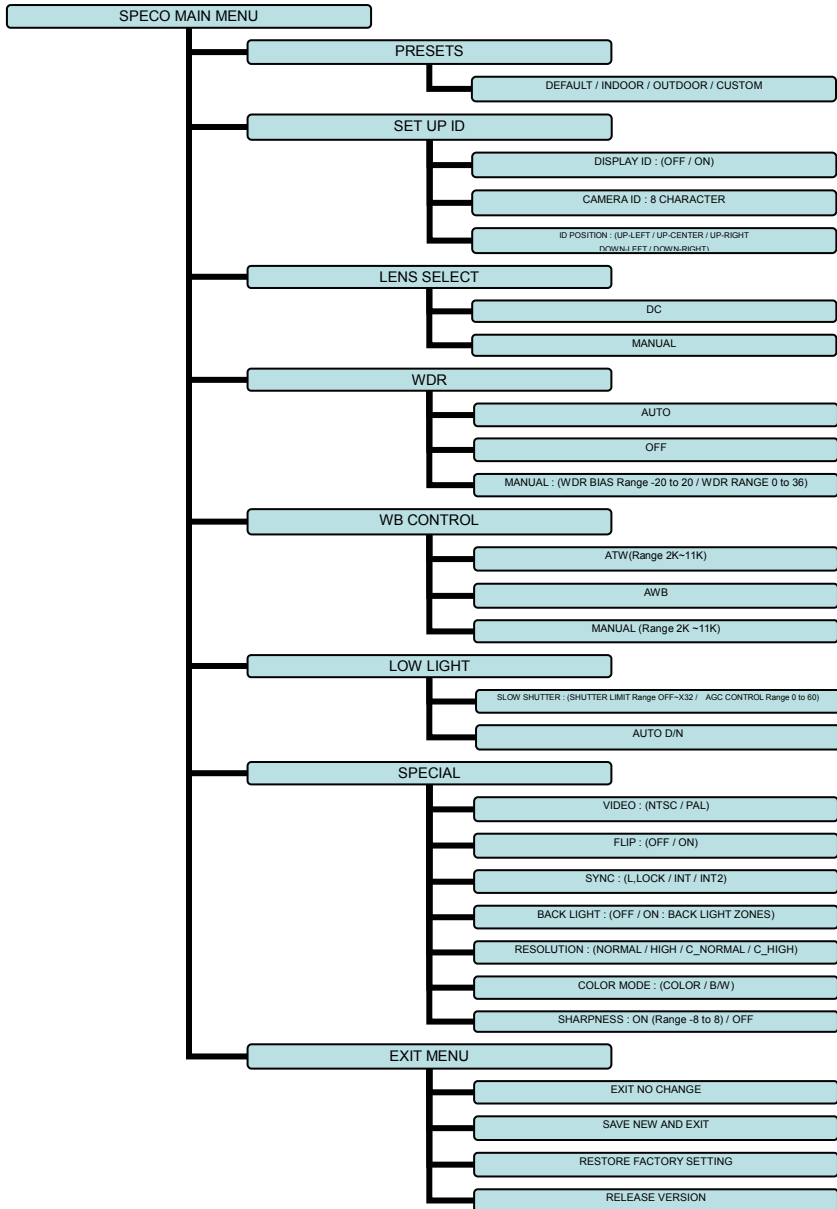 SPECO MAIN MENU
PRESETS
DEFAULT / INDOOR / OUTDOOR / CUSTOM
SET UP ID
DISPLAY ID : (OFF / ON)
CAMERA ID : 8 CHARACTER
ID POSITION : (UP-LEFT / UP-CENTER / UP-RIGHT
DOWN-LEFT / DOWN-RIGHT)
LENS SELECT
DC
MANUAL
WDR
AUTO
OFF
MANUAL : (WDR BIAS Range -20 to 20 / WDR RANGE 0 to 36)
WB CONTROL
ATW(Range 2K~11K)
AWB
MANUAL (Range 2K ~11K)
LOW LIGHT
SLOW SHUTTER : (SHUTTER LIMIT Range OFF~X32 / AGC CONTROL Range 0 to 60)
AUTO D/N
SPECIAL
VIDEO : (NTSC / PAL)
FLIP : (OFF / ON)
SYNC : (L,LOCK / INT / INT2)
BACK LIGHT : (OFF / ON : BACK LIGHT ZONES)
RESOLUTION : (NORMAL / HIGH / C_NORMAL / C_HIGH)
COLOR MODE : (COLOR / B/W)
SHARPNESS : ON (Range -8 to 8) / OFF
EXIT MENU
EXIT NO CHANGE
SAVE NEW AND EXIT
RESTORE FACTORY SETTING
RELEASE VERSION